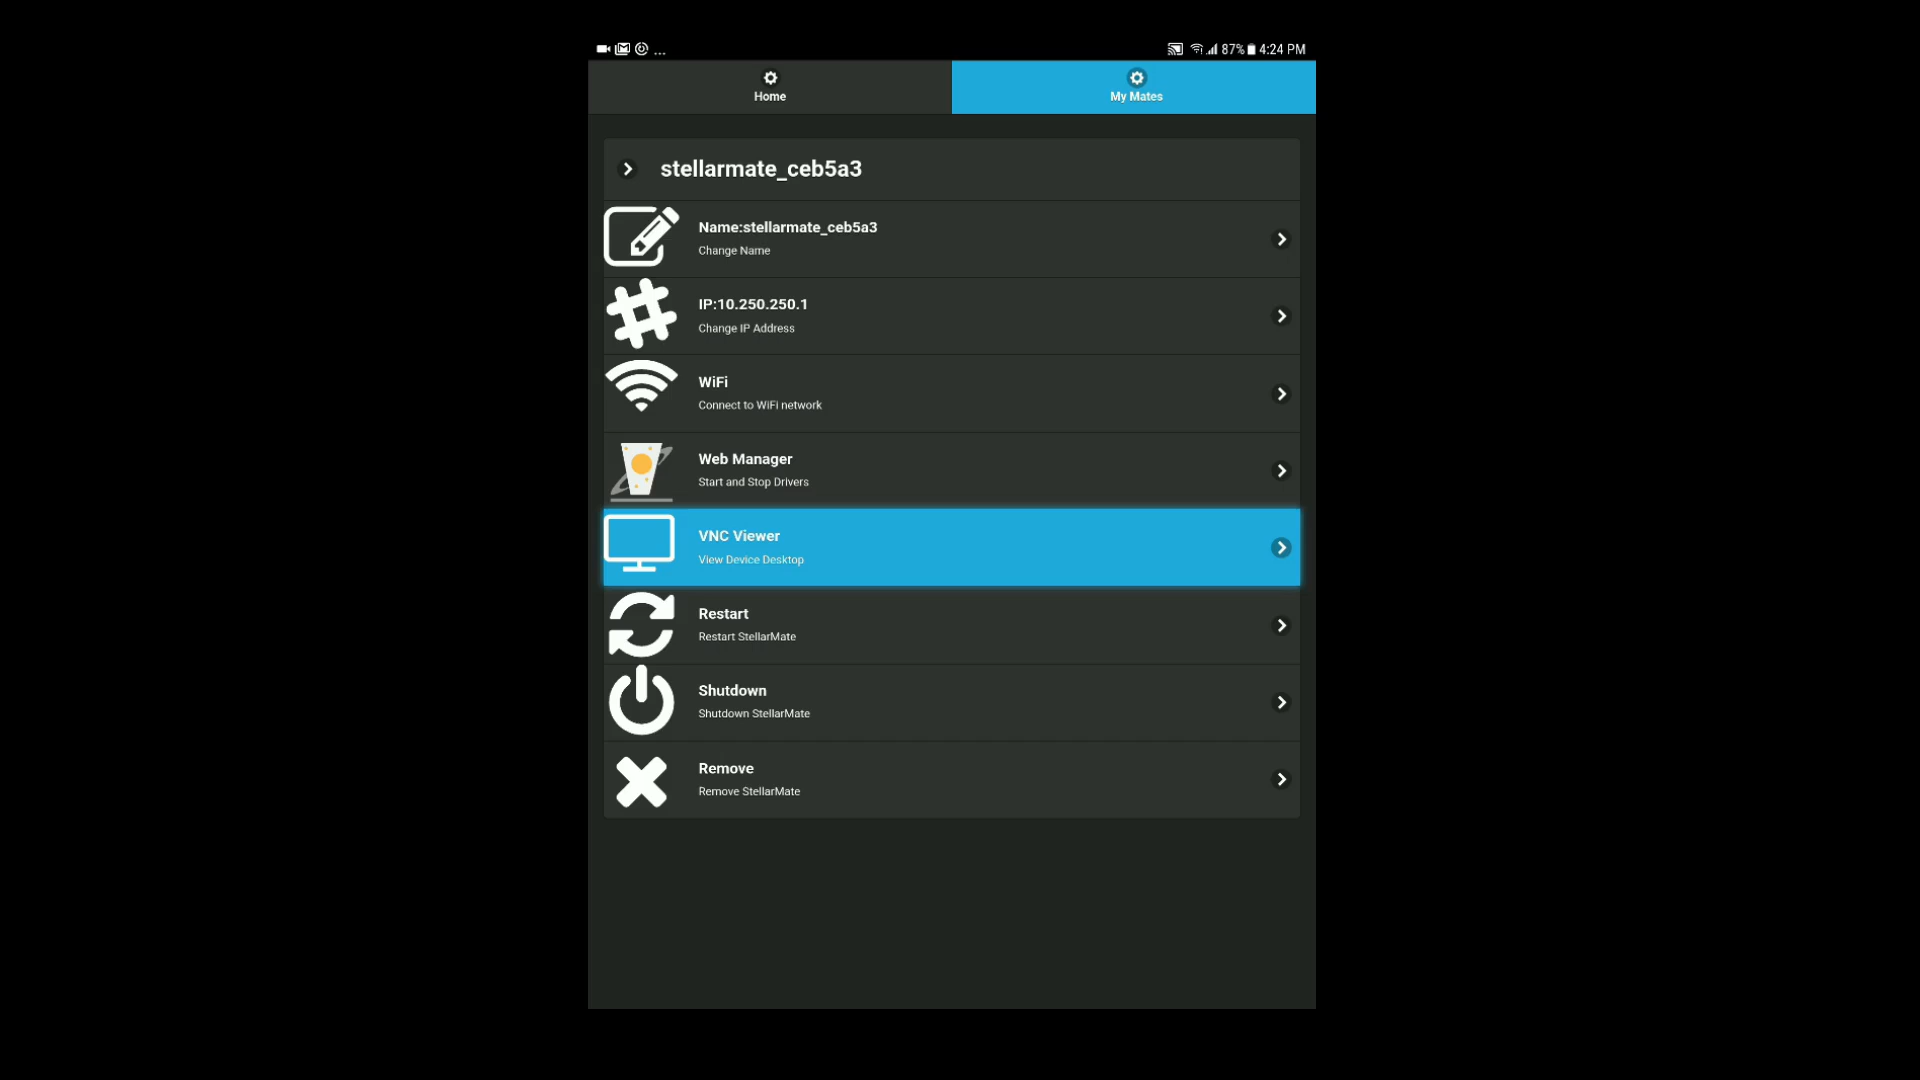 ... 87% 4:24 PM
Home
My Mates
stellarmate_ceb5a3
Name:stellarmate_ceb5a3
Change Name
IP:10.250.250.1
Change IP Address
WiFi
Connect to WiFi network
Web Manager
Start and Stop Drivers
VNC Viewer
View Device Desktop
Restart
Restart StellarMate
Shutdown
Shutdown StellarMate
Remove
Remove StellarMate